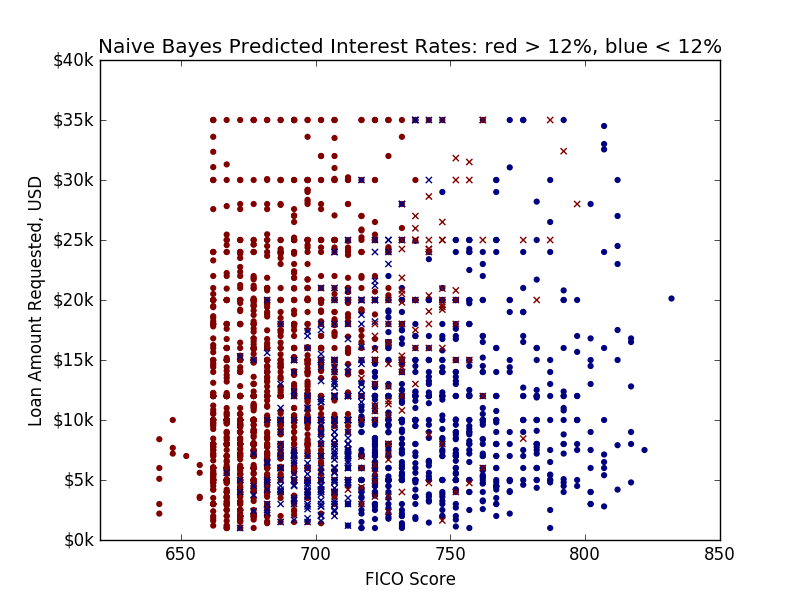 Naive Bayes Predicted Interest Rates: red > 12%, blue < 12%
$40k
$35k
$30k
$25k
$20k
$15k
$10k
$5k
$0k
Loan Amount Requested, USD
650
700
750
800
850
FICO Score